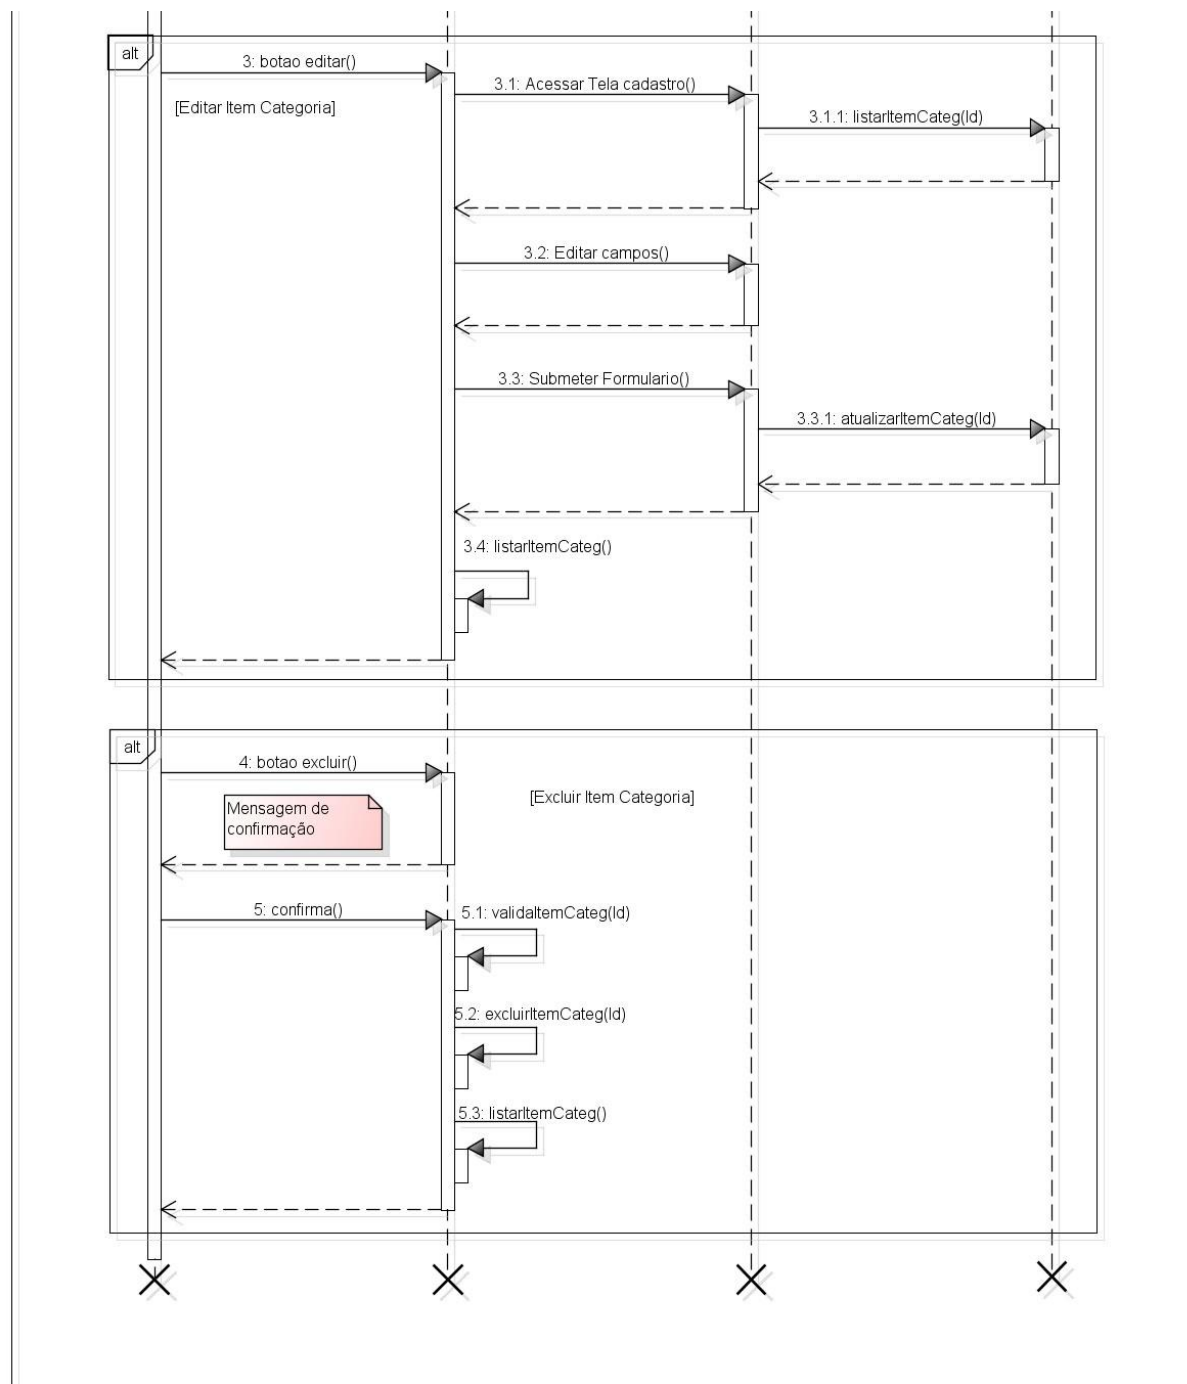 alt
3: botao editar()
3.1: Acessar Tela cadastro()
[Editar Item Categoria]
3.1.1: listarItemCateg(Id)
3.2: Editar campos()
3.3: Submeter Formulario()
3.3.1: atualizarItemCateg(Id)
3.4: listarItemCateg()
alt
4: botao excluir()
[Excluir Item Categoria]
Mensagem de
confirmação
5: confirma()
5.1: validaItemCateg(Id)
5.2: excluirItemCateg(Id)
5.3: listarItemCateg()